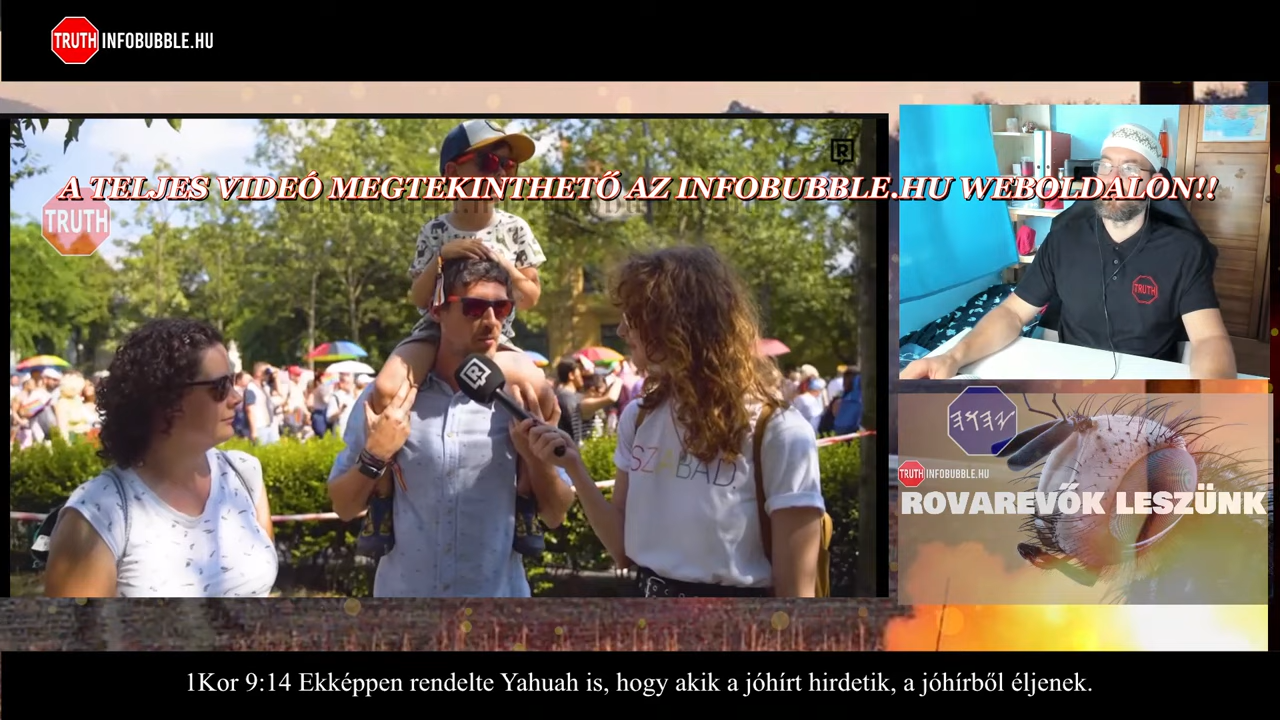 TRUTH INFOBUBBLE.HU
A TELJES VIDEÓ MEGTEKINTHETŐ AZ INFOBUBBLE.HU WEBOLDALON!!
TRUTH
R
R
TRUTH
TRUTH INFOBUBBLE.HU
ROVAREVŐK LESZÜNK
1Kor 9:14 Ekképpen rendelte Yahuah is, hogy akik a jóhírt hirdetik, a jóhírből éljenek.